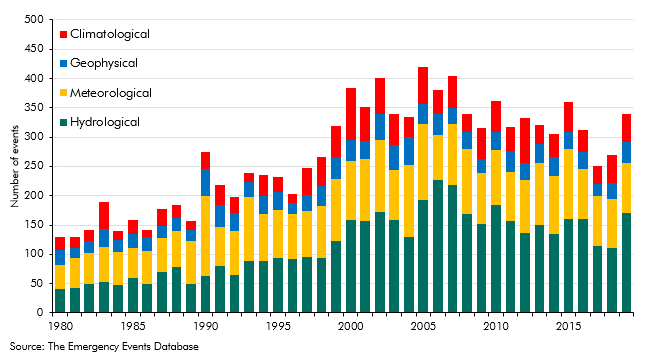 500
450
400
350
300
250
200
150
100
50
0
Number of events
Climatological
Geophysical
Meteorological
Hydrological
1980 1985 1990 1995 2000 2005 2010 2015
Source: The Emergency Events Database